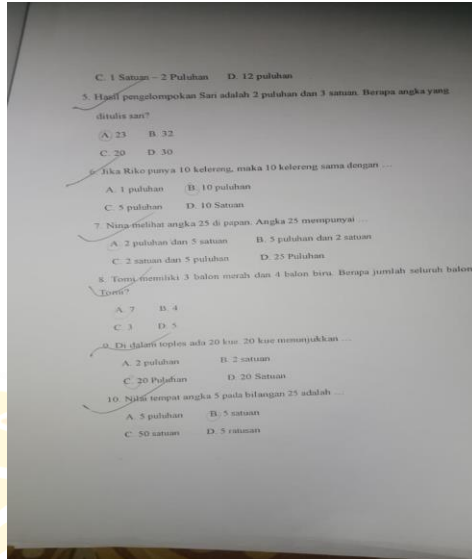 C. 1 Satuan – 2 Puluhan D. 12 puluhan
5. Hasil pengelompokan Sari adalah 2 puluhan dan 3 satuan. Berapa angka yang
ditulis sari?
A. 23 B. 32
C. 20 D. 30
6. Jika Riko punya 10 kelereng, maka 10 kelereng sama dengan ....
A. 1 puluhan B. 10 puluhan
C. 5 puluhan D. 10 Satuan
7. Nina melihat angka 25 di papan. Angka 25 mempunyai ...
A. 2 puluhan dan 5 satuan B. 5 puluhan dan 2 satuan
C. 2 satuan dan 5 puluhan D. 25 Puluhan
8. Tomi memiliki 3 balon merah dan 4 balon biru. Berapa jumlah seluruh balon
Tomi?
A. 7 B. 4
C. 3 D. 5
9. Di dalam toples ada 20 kue. 20 kue menunjukkan ...
A. 2 puluhan B. 2 satuan
C. 20 Puluhan D. 20 Satuan
10. Nilai tempat angka 5 pada bilangan 25 adalah ...
A. 5 puluhan B. 5 satuan
C. 50 satuan D. 5 ratusan